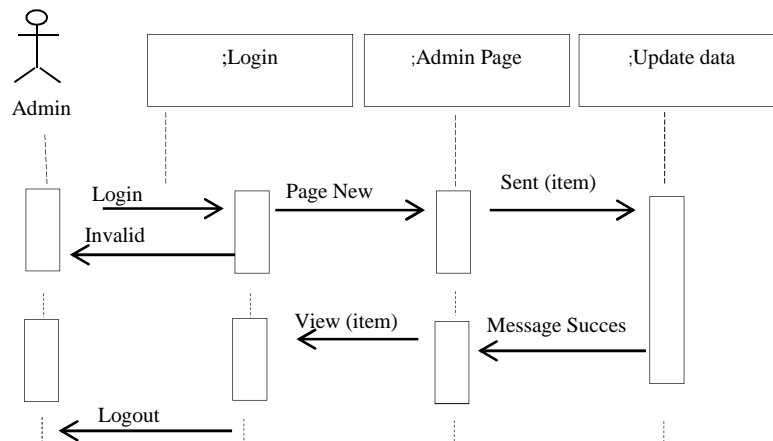 ;Login
;Admin Page
;Update data
Admin
Login
Page New
Sent (item)
Invalid
View (item)
Message Succes
Logout